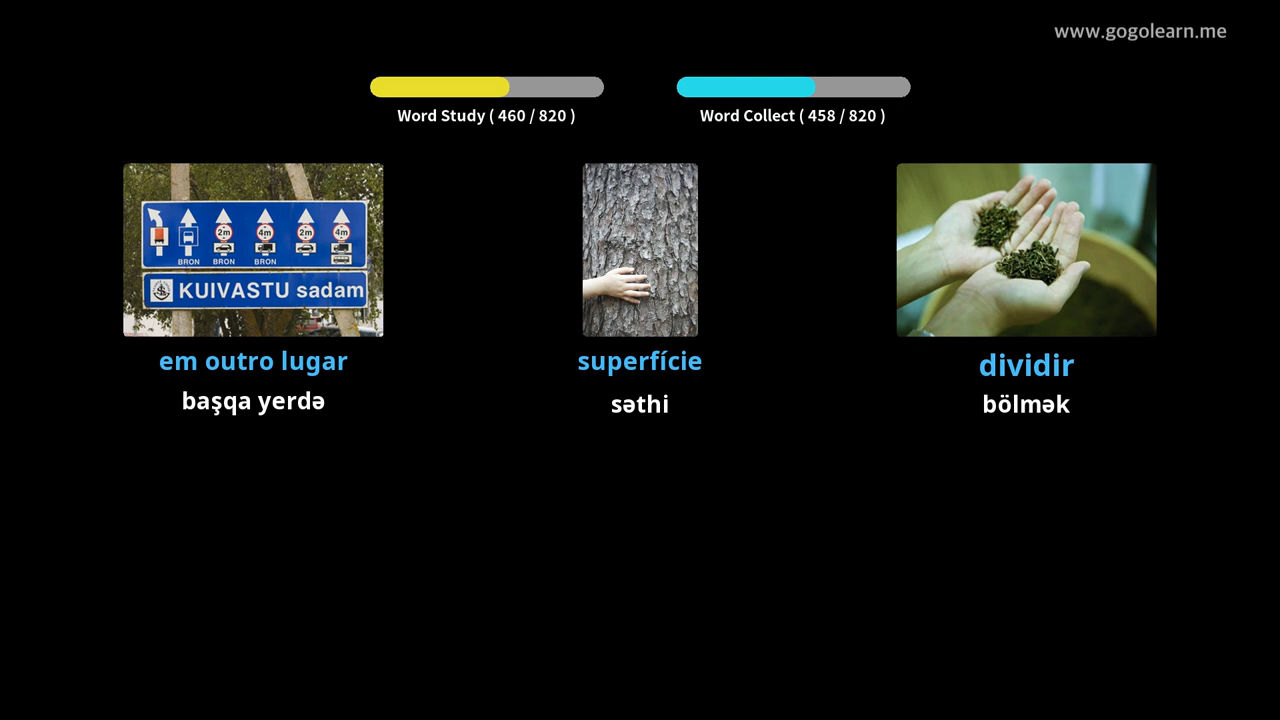 www.gogolearn.me
Word Study ( 460 / 820 )
Word Collect ( 458 / 820 )
2m
4m
2m
4m
BRON
BRON
BRON
KUIVASTU sadam
em outro lugar
superfície
dividir
başqa yerdə
səthi
bölmək